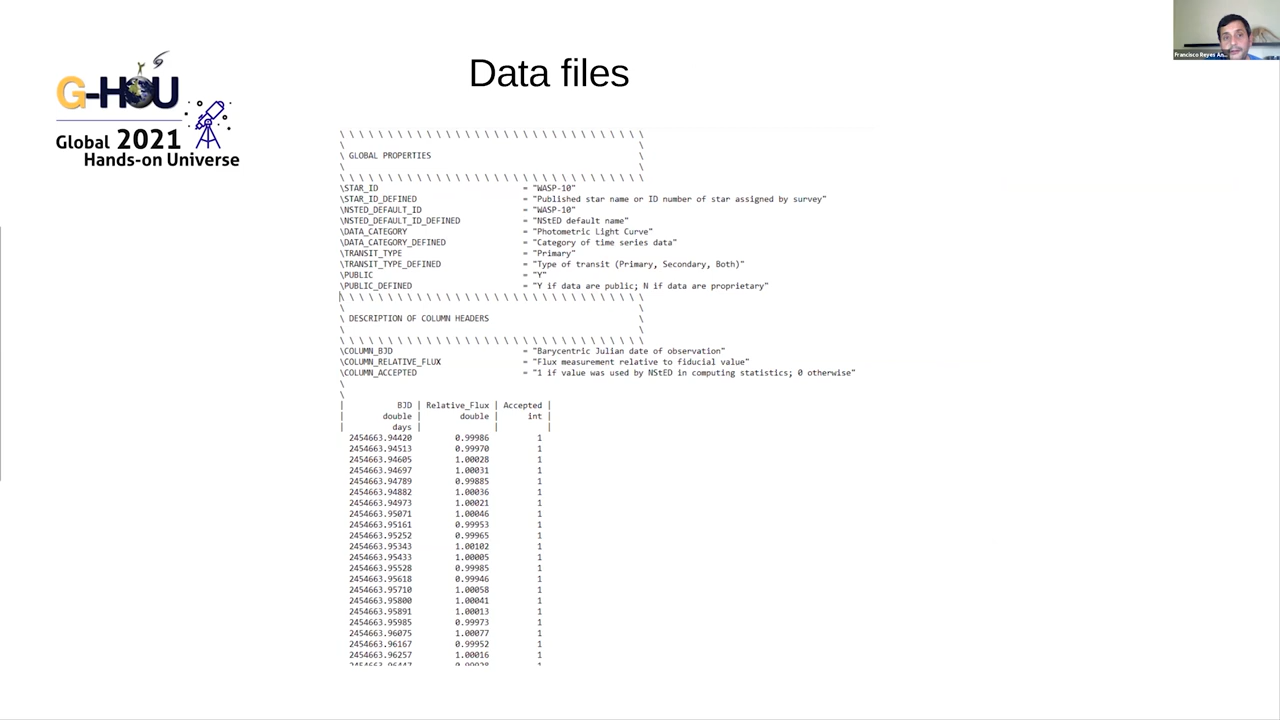 Francisco Reyes An...
G-HOU
Global 2021
Hands-on Universe
Data files
\ \ \ \ \ \ \ \ \ \ \ \ \ \ \ \ \ \ \ \ \ \ \ \ \ \ \ \ \ \ \ \
\ \
\ GLOBAL PROPERTIES \
\ \
\ \ \ \ \ \ \ \ \ \ \ \ \ \ \ \ \ \ \ \ \ \ \ \ \ \ \ \ \ \ \ \
\STAR_ID = "WASP-10"
\STAR_ID_DEFINED = "Published star name or ID number of star assigned by survey"
\NSTED_DEFAULT_ID = "WASP-10"
\NSTED_DEFAULT_ID_DEFINED = "NStED default name"
\DATA_CATEGORY = "Photometric Light Curve"
\DATA_CATEGORY_DEFINED = "Category of time series data"
\TRANSIT_TYPE = "Primary"
\TRANSIT_TYPE_DEFINED = "Type of transit (Primary, Secondary, Both)"
\PUBLIC = "Y"
\PUBLIC_DEFINED = "Y if data are public; N if data are proprietary"
\ \ \ \ \ \ \ \ \ \ \ \ \ \ \ \ \ \ \ \ \ \ \ \ \ \ \ \ \ \ \ \
\ \
\ DESCRIPTION OF COLUMN HEADERS \
\ \
\ \ \ \ \ \ \ \ \ \ \ \ \ \ \ \ \ \ \ \ \ \ \ \ \ \ \ \ \ \ \ \
\COLUMN_BJD = "Barycentric Julian date of observation"
\COLUMN_RELATIVE_FLUX = "Flux measurement relative to fiducial value"
\COLUMN_ACCEPTED = "1 if value was used by NStED in computing statistics; 0 otherwise"
\
\
| BJD | Relative_Flux | Accepted |
| double | double | int |
| days | | |
2454663.94420 0.99986 1
2454663.94513 0.99970 1
2454663.94605 1.00028 1
2454663.94697 1.00031 1
2454663.94789 0.99885 1
2454663.94882 1.00036 1
2454663.94973 1.00021 1
2454663.95071 1.00046 1
2454663.95161 0.99953 1
2454663.95252 0.99965 1
2454663.95343 1.00102 1
2454663.95433 1.00005 1
2454663.95528 0.99985 1
2454663.95618 0.99946 1
2454663.95710 1.00058 1
2454663.95800 1.00041 1
2454663.95891 1.00013 1
2454663.95985 0.99973 1
2454663.96075 1.00077 1
2454663.96167 0.99952 1
2454663.96257 1.00016 1